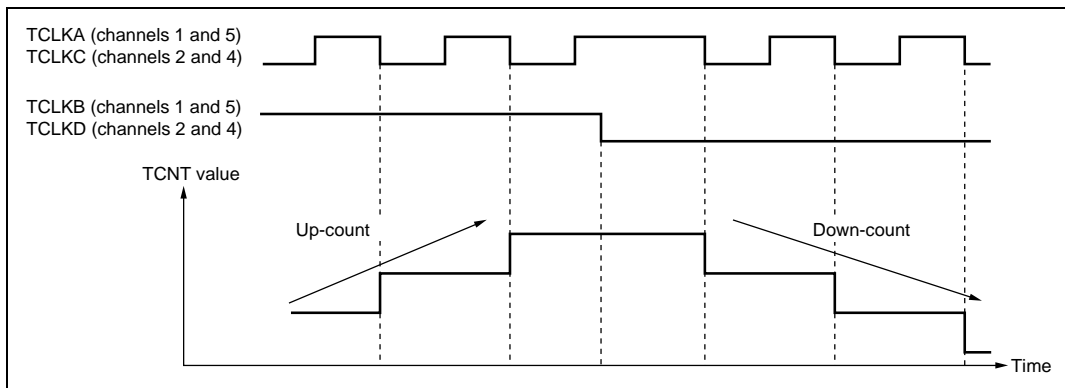 TCLKA (channels 1 and 5)
TCLKC (channels 2 and 4)
TCLKB (channels 1 and 5)
TCLKD (channels 2 and 4)
TCNT value
Up-count
Down-count
Time